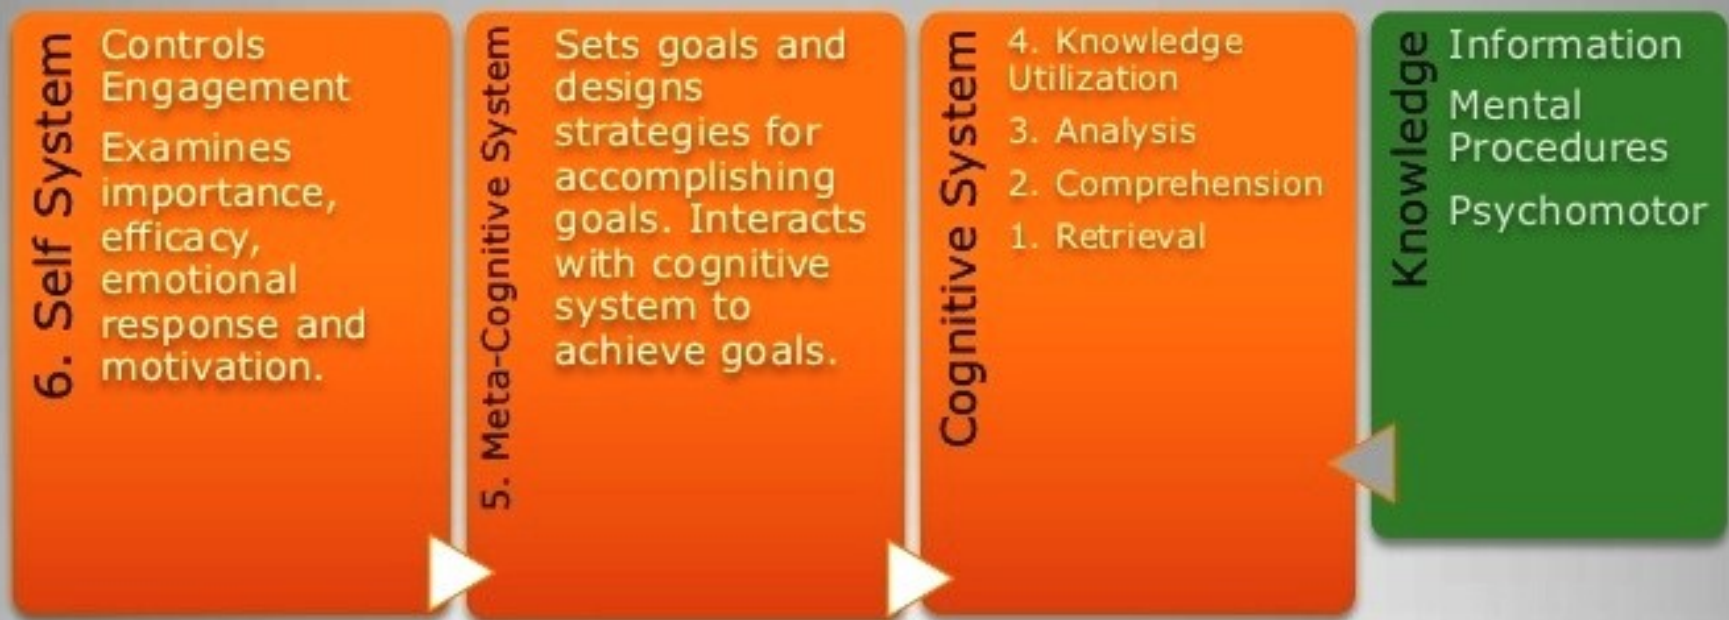 6. Self System
Controls
Engagement
Examines
importance,
efficacy,
emotional
response and
motivation.
5. Meta-Cognitive System
Sets goals and
designs
strategies for
accomplishing
goals. Interacts
with cognitive
system to
achieve goals.
Cognitive System
4. Knowledge
Utilization
3. Analysis
2. Comprehension
1. Retrieval
Knowledge
Information
Mental
Procedures
Psychomotor